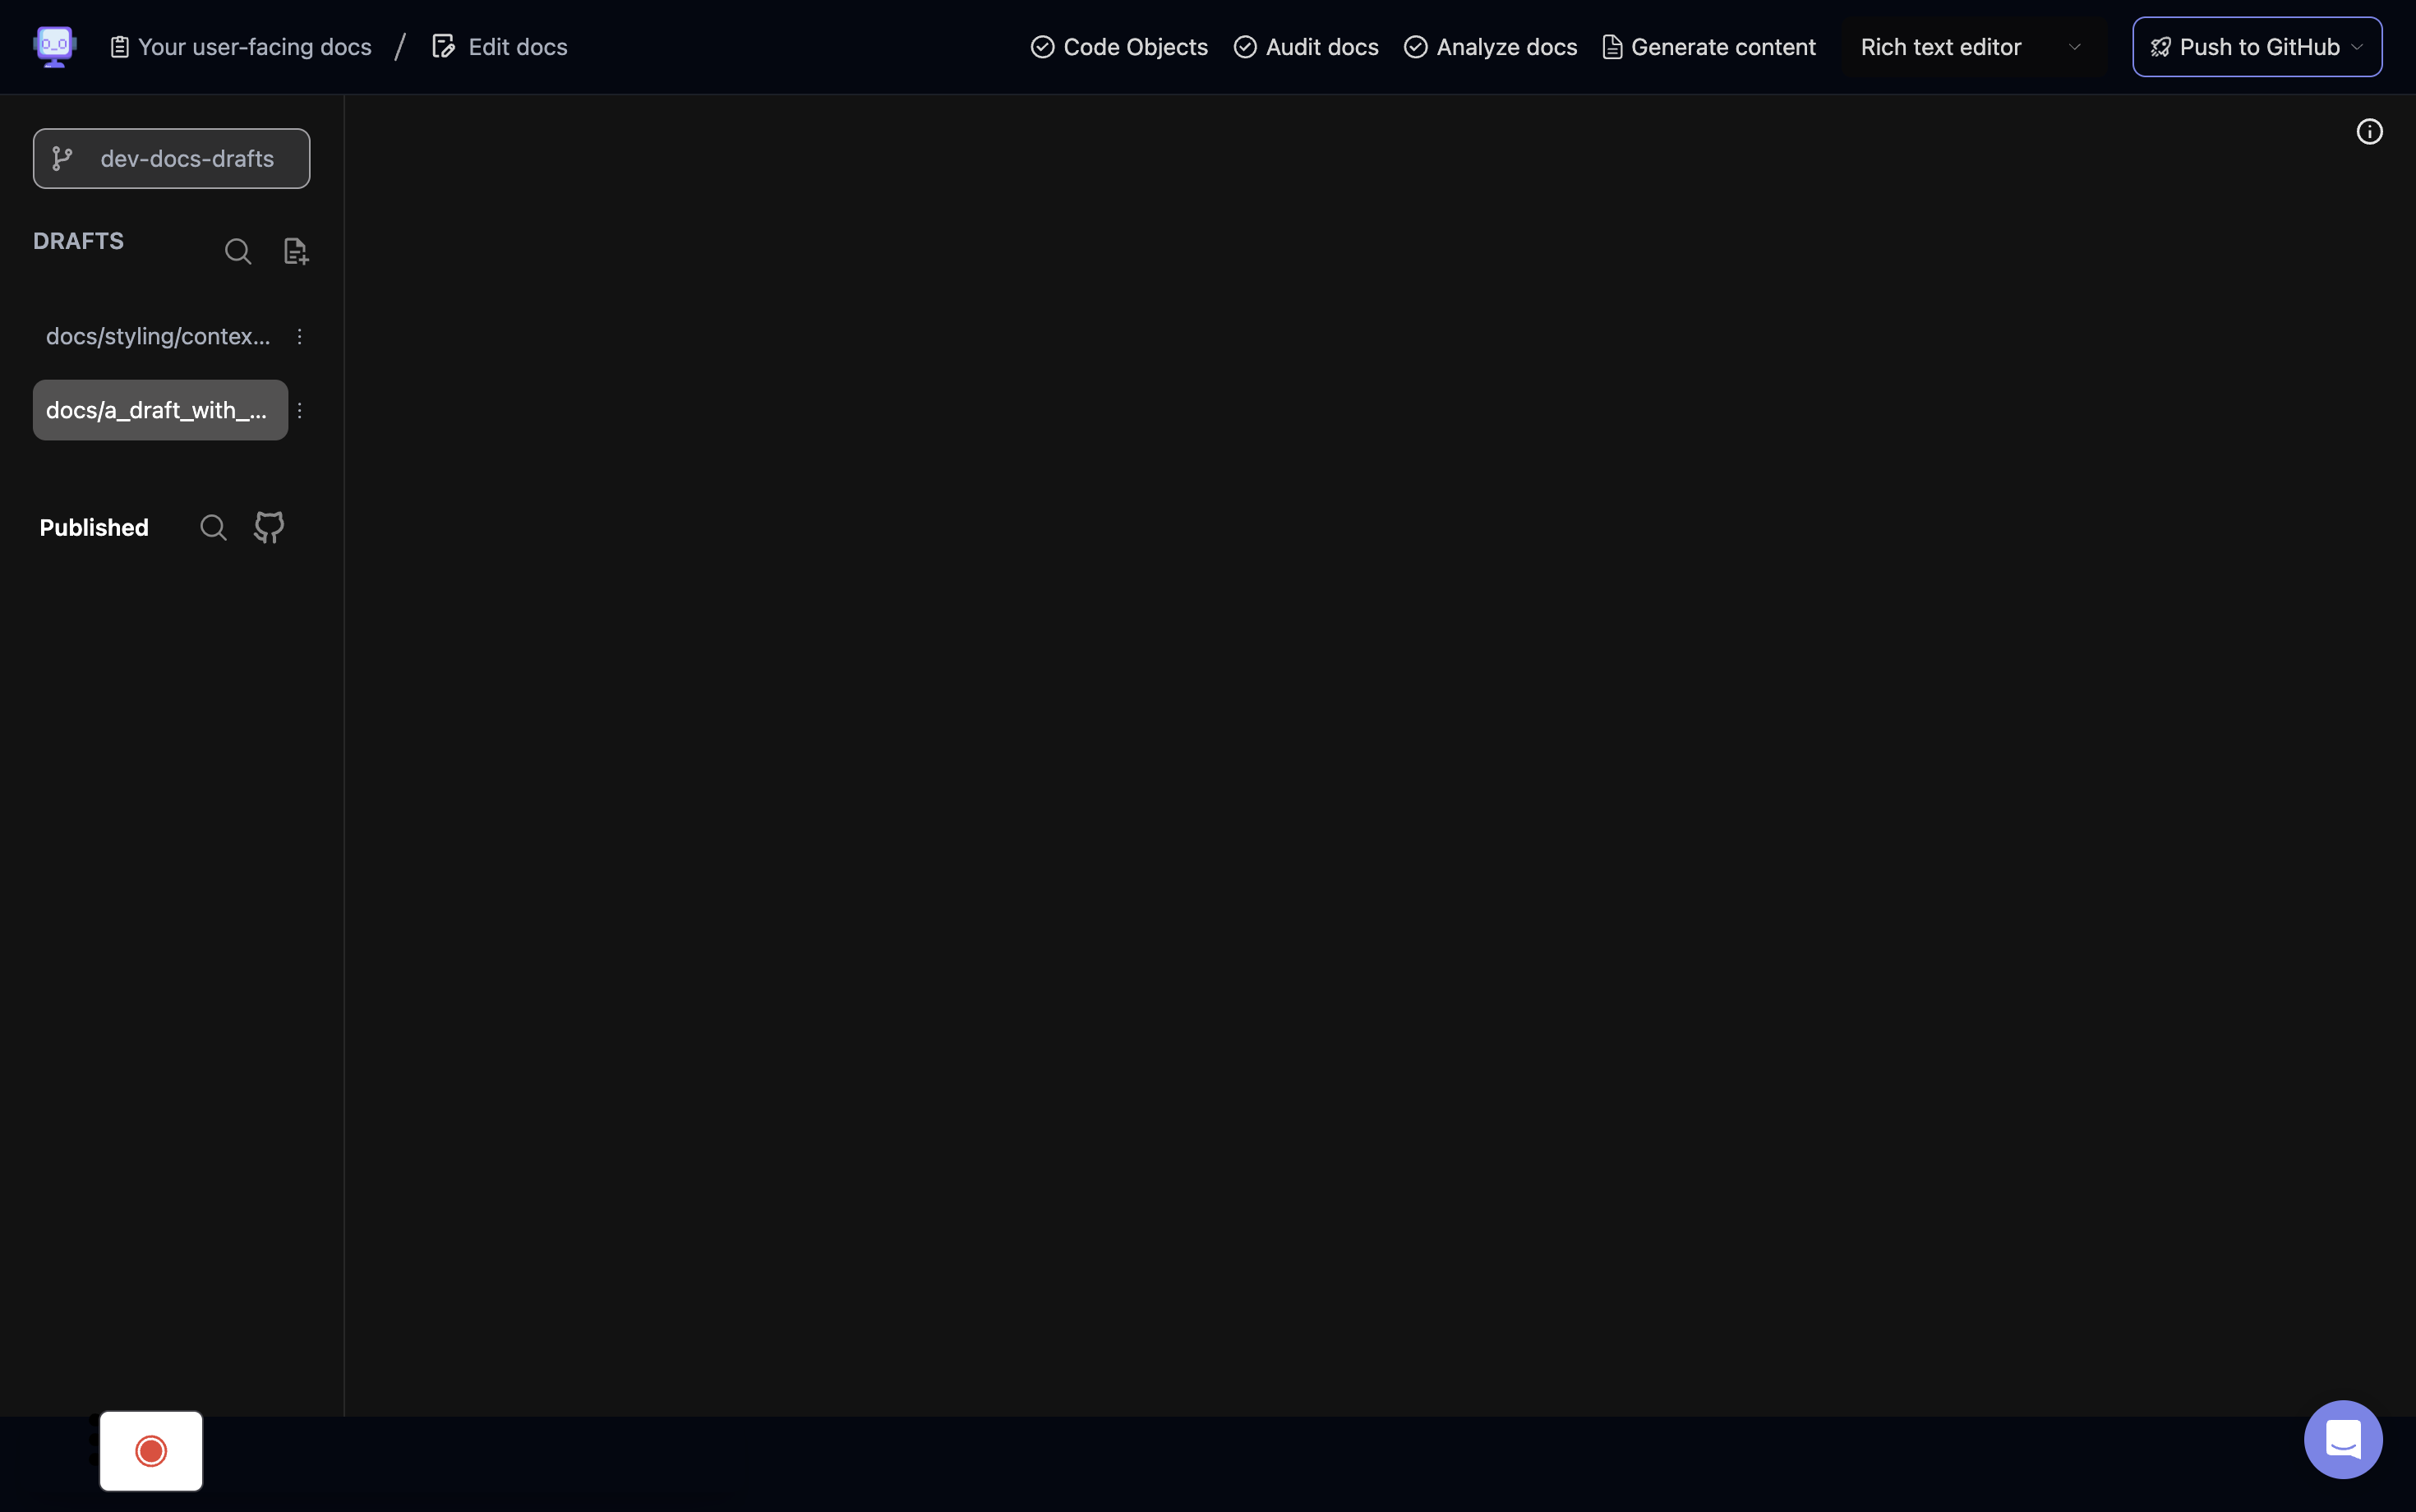 Your user-facing docs / Edit docs
Code Objects Audit docs Analyze docs Generate content Rich text editor Push to GitHub
dev-docs-drafts
DRAFTS
docs/styling/contex...
docs/a_draft_with_...
Published